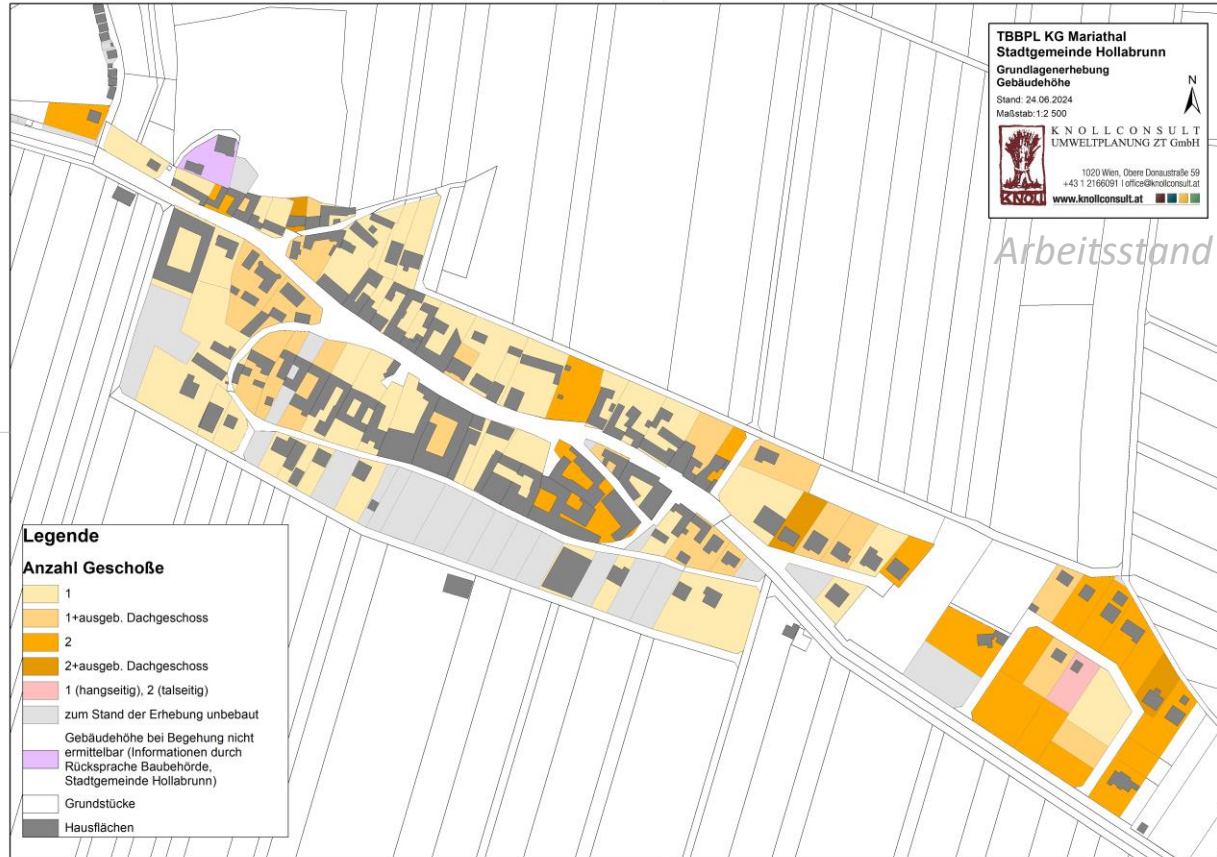 TBBPL KG Mariathal
Stadtgemeinde Hollabrunn
Grundlagenerhebung
Gebäudehöhe
Stand: 24.06.2024
Maßstab:1:2 500
N
KNOLLCONSULT
UMWELTPLANUNG ZT GmbH
KNOLL
1020 Wien, Obere Donaustraße 59
+43 1 2166091 | office@knollconsult.at
www.knollconsult.at
Arbeitsstand
Legende
Anzahl Geschoße
1
1+ausgeb. Dachgeschoss
2
2+ausgeb. Dachgeschoss
1 (hangseitig), 2 (talseitig)
zum Stand der Erhebung unbebaut
Gebäudehöhe bei Begehung nicht
ermittelbar (Informationen durch
Rücksprache Baubehörde,
Stadtgemeinde Hollabrunn)
Grundstücke
Hausflächen